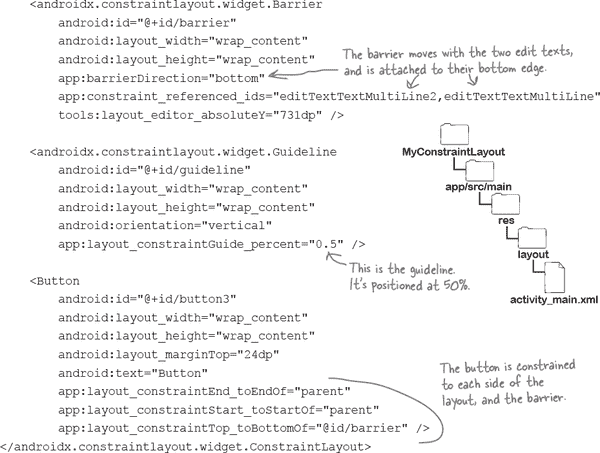 <androidx.constraintlayout.widget.Barrier
android:id="@+id/barrier"
android:layout_width="wrap_content"
android:layout_height="wrap_content"
app:barrierDirection="bottom"
The barrier moves with the two edit texts,
and is attached to their bottom edge.
app:constraint_referenced_ids="editTextTextMultiLine2,editTextTextMultiLine"
tools:layout_editor_absoluteY="731dp" />
<androidx.constraintlayout.widget.Guideline
android:id="@+id/guideline"
android:layout_width="wrap_content"
android:layout_height="wrap_content"
android:orientation="vertical"
app:layout_constraintGuide_percent="0.5" />
This is the guideline.
It's positioned at 50%.
MyConstraintLayout
app/src/main
res
layout
activity_main.xml
<Button
android:id="@+id/button3"
android:layout_width="wrap_content"
android:layout_height="wrap_content"
android:layout_marginTop="24dp"
android:text="Button"
app:layout_constraintEnd_toEndOf="parent"
app:layout_constraintStart_toStartOf="parent"
app:layout_constraintTop_toBottomOf="@id/barrier" />
The button is constrained
to each side of the
layout, and the barrier.
</androidx.constraintlayout.widget.ConstraintLayout>